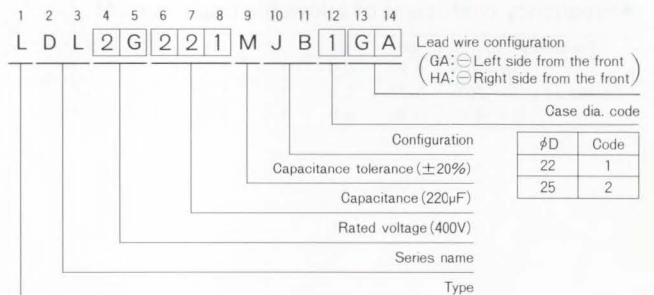 1 2 3 4 5 6 7 8 9 10 11 12 13 14
L D L 2 G 2 2 1 M J B 1 G A
Lead wire configuration
(GA:⊖Left side from the front
HA:⊖Right side from the front)
Case dia. code
φD Code
22 1
25 2
Configuration
Capacitance tolerance (±20%)
Capacitance (220μF)
Rated voltage (400V)
Series name
Type